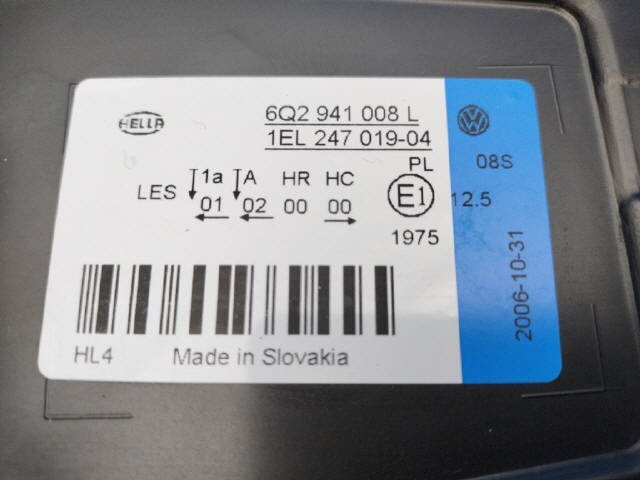 HELLA
6Q2 941 008 L
1EL 247 019-04
PL
08S
LES 1a A HR HC
01 02 00 00
E1
12.5
1975
2006-10-31
HL4 Made in Slovakia